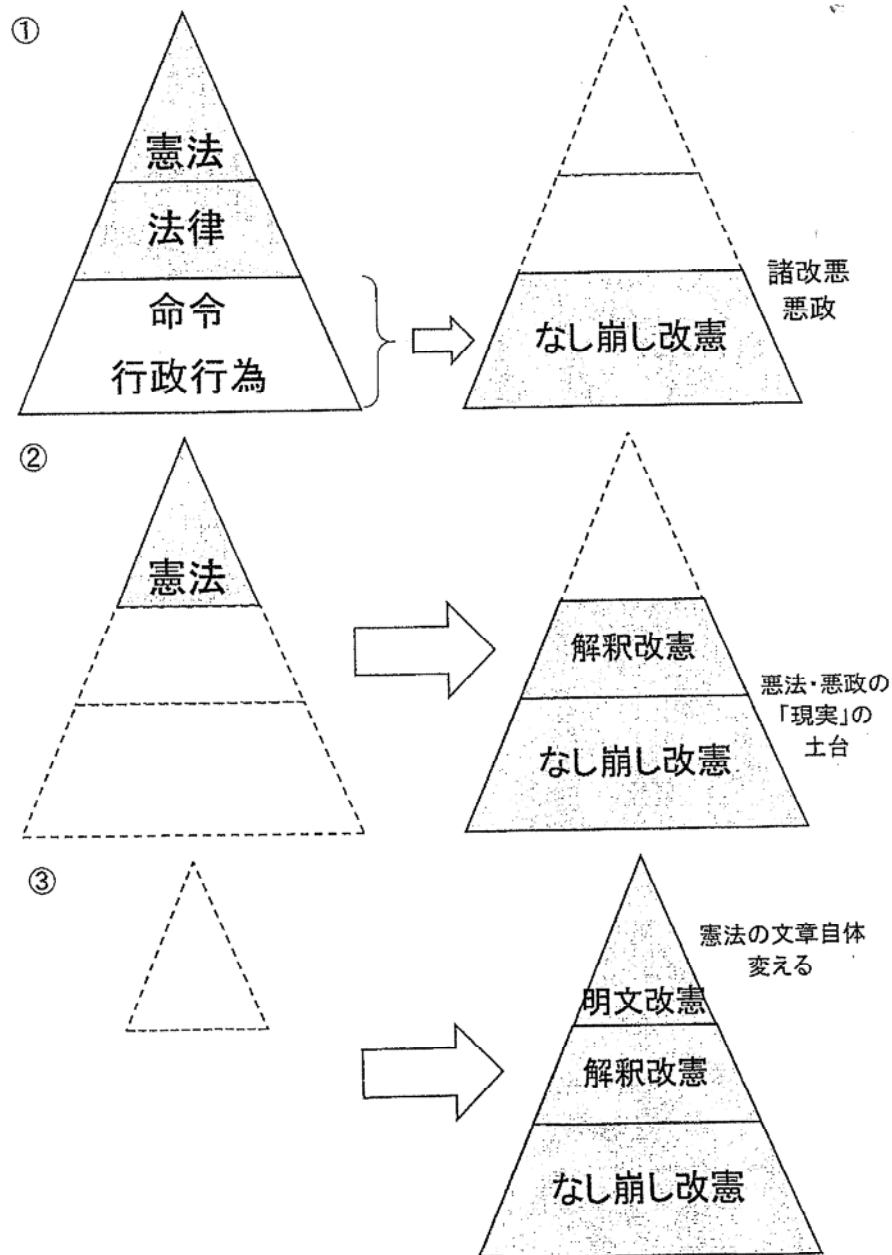 ①
憲法
法律
命令
行政行為
なし崩し改憲
諸改悪
悪政
②
憲法
解釈改憲
なし崩し改憲
悪法・悪政の
「現実」の
土台
③
明文改憲
解釈改憲
なし崩し改憲
憲法の文章自体
変える